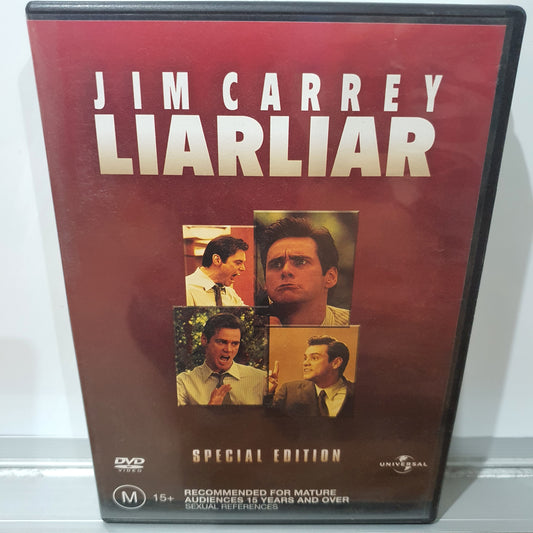 JIM CARREY
LIARLIAR
SPECIAL EDITION
DVD
VIDEO
UNIVERSAL
M 15+
RECOMMENDED FOR MATURE
AUDIENCES 15 YEARS AND OVER
SEXUAL REFERENCES